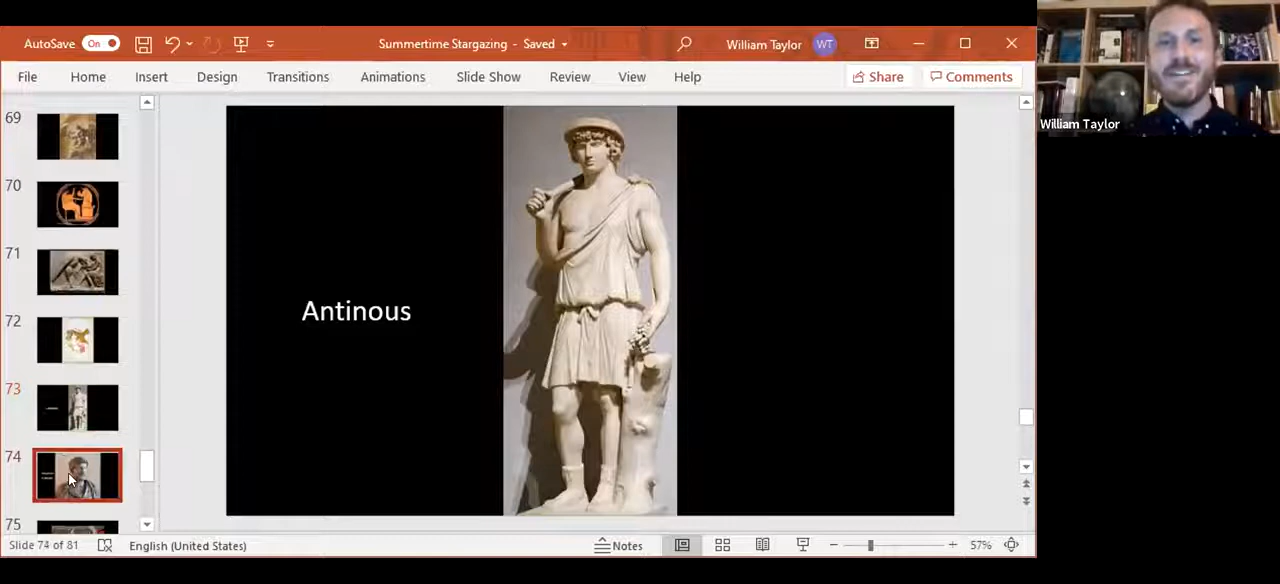 AutoSave On Summertime Stargazing - Saved William Taylor WT
File Home Insert Design Transitions Animations Slide Show Review View Help Share Comments
William Taylor
69
70
71
72
73
74
75
Antinous
Slide 74 of 81 English (United States) Notes 57%